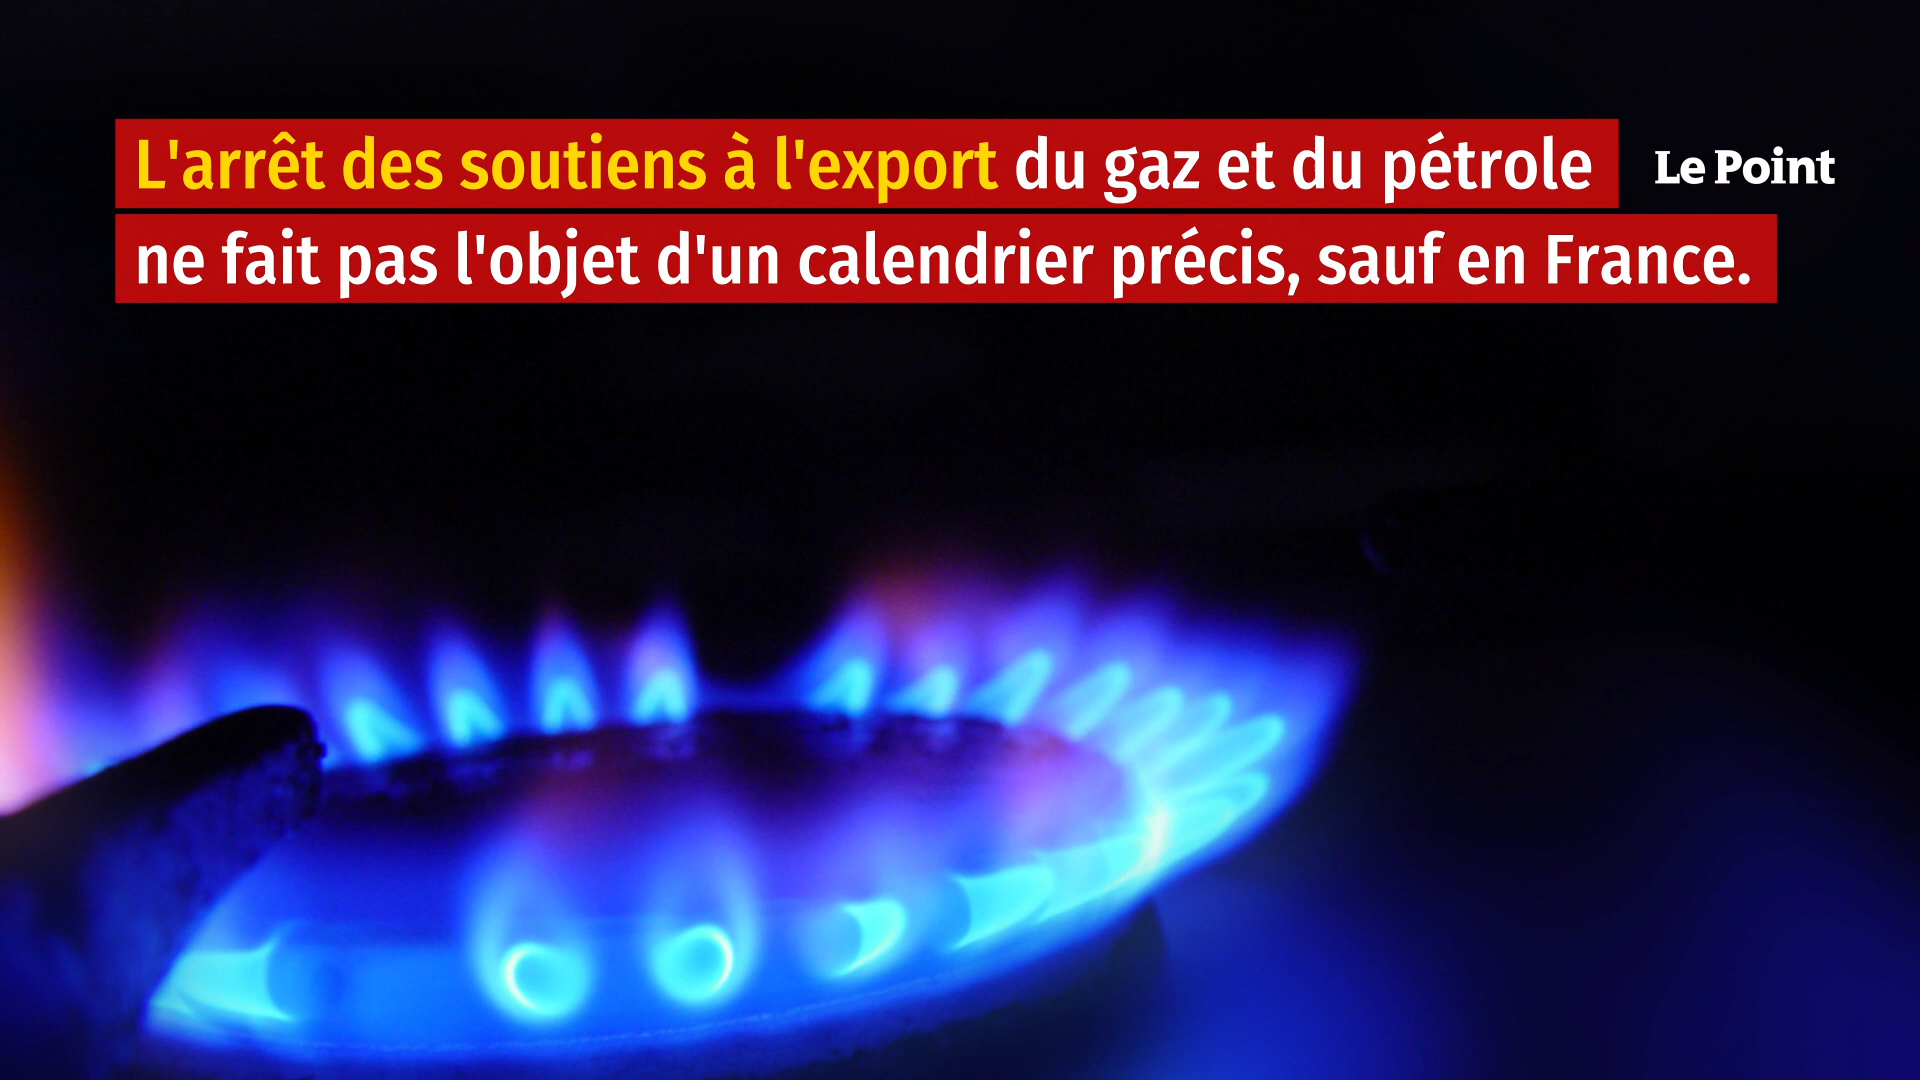 L'arrêt des soutiens à l'export du gaz et du pétrole
Le Point
ne fait pas l'objet d'un calendrier précis, sauf en France.